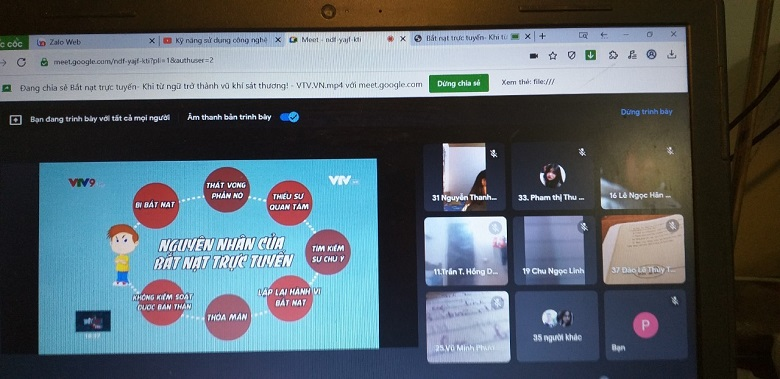 C CỐC
Zalo Web
Kỹ năng sử dụng công nghệ
Meet - ndf-yajf-kti
Bắt nạt trực tuyến- Khi từ
meet.google.com/ndf-yajf-kti?pli=1&authuser=2
Đang chia sẻ Bắt nạt trực tuyến- Khi từ ngữ trở thành vũ khí sát thương! - VTV.VN.mp4 với meet.google.com
Dừng chia sẻ
Xem thẻ: file:///
Bạn đang trình bày với tất cả mọi người
Âm thanh bản trình bày
Dừng trình bày
VTV9
VTV
BỊ BẮT NẠT
THẤT VỌNG
PHẪN NỘ
THIẾU SỰ
QUAN TÂM
NGUYÊN NHÂN CỦA
BẮT NẠT TRỰC TUYẾN
TÌM KIẾM
SỰ CHÚ Ý
KHÔNG KIỂM SOÁT
ĐƯỢC BẢN THÂN
THỎA MÃN
LẶP LẠI HÀNH VI
BẮT NẠT
31 Nguyễn Thanh...
33. Phạm thị Thu ...
16 Lê Ngọc Hân ...
11.Trần T. Hồng D...
19 Chu Ngọc Linh
37 Đào Lê Thùy T...
25.Vũ Minh Phươ
35 người khác
P
Bạn